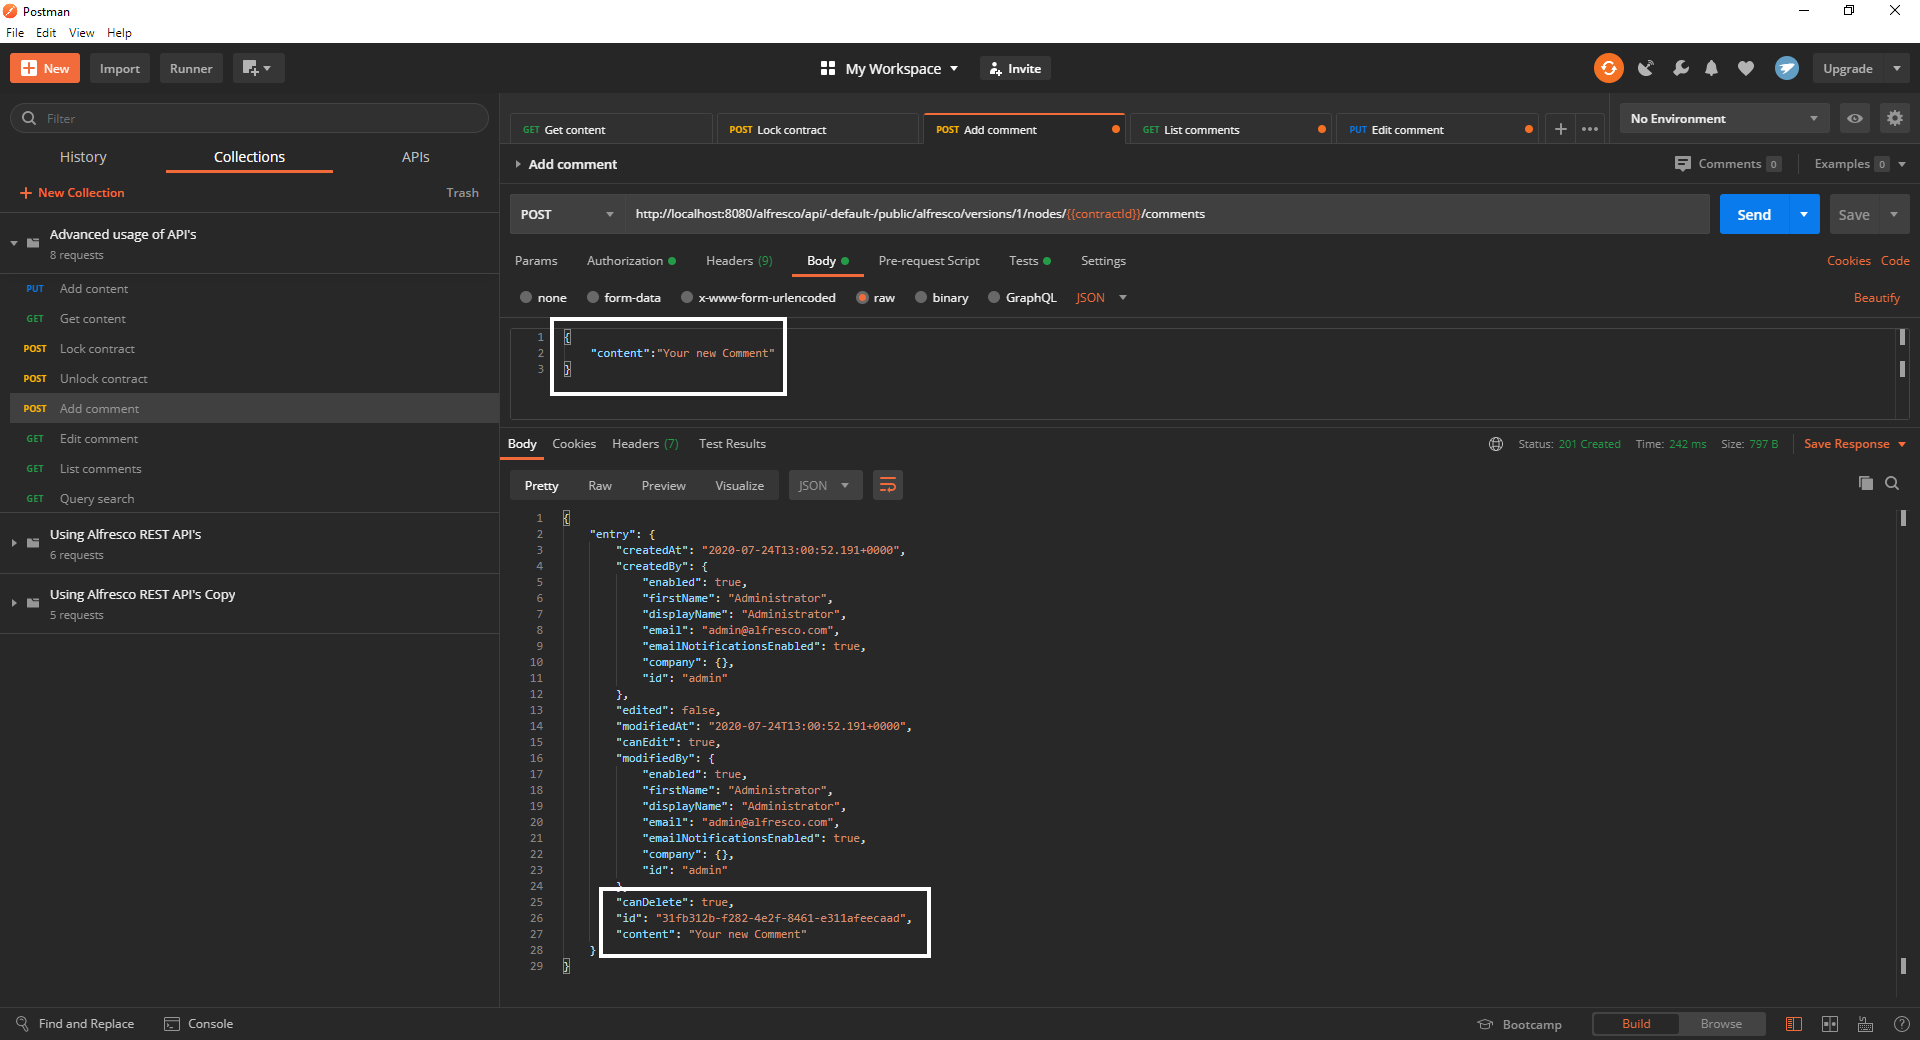 Postman
File Edit View Help
New Import Runner My Workspace Invite Upgrade
Filter
History Collections APIs
New Collection Trash
Advanced usage of API's
8 requests
PUT Add content
GET Get content
POST Lock contract
POST Unlock contract
POST Add comment
GET Edit comment
GET List comments
GET Query search
Using Alfresco REST API's
6 requests
Using Alfresco REST API's Copy
5 requests
GET Get content POST Lock contract POST Add comment GET List comments PUT Edit comment No Environment
Add comment Comments 0 Examples 0
POST http://localhost:8080/alfresco/api/-default-/public/alfresco/versions/1/nodes/{{contractId}}/comments Send Save
Params Authorization Headers (9) Body Pre-request Script Tests Settings Cookies Code
none form-data x-www-form-urlencoded raw binary GraphQL JSON Beautify
1 {
2 "content":"Your new Comment"
3 }
Body Cookies Headers (7) Test Results Status: 201 Created Time: 242 ms Size: 797 B Save Response
Pretty Raw Preview Visualize JSON
1 {
2 "entry": {
3 "createdAt": "2020-07-24T13:00:52.191+0000",
4 "createdBy": {
5 "enabled": true,
6 "firstName": "Administrator",
7 "displayName": "Administrator",
8 "email": "admin@alfresco.com",
9 "emailNotificationsEnabled": true,
10 "company": {},
11 "id": "admin"
12 },
13 "edited": false,
14 "modifiedAt": "2020-07-24T13:00:52.191+0000",
15 "canEdit": true,
16 "modifiedBy": {
17 "enabled": true,
18 "firstName": "Administrator",
19 "displayName": "Administrator",
20 "email": "admin@alfresco.com",
21 "emailNotificationsEnabled": true,
22 "company": {},
23 "id": "admin"
24 },
25 "canDelete": true,
26 "id": "31fb312b-f282-4e2f-8461-e311afeecaad",
27 "content": "Your new Comment"
28 }
29 }
Find and Replace Console Bootcamp Build Browse